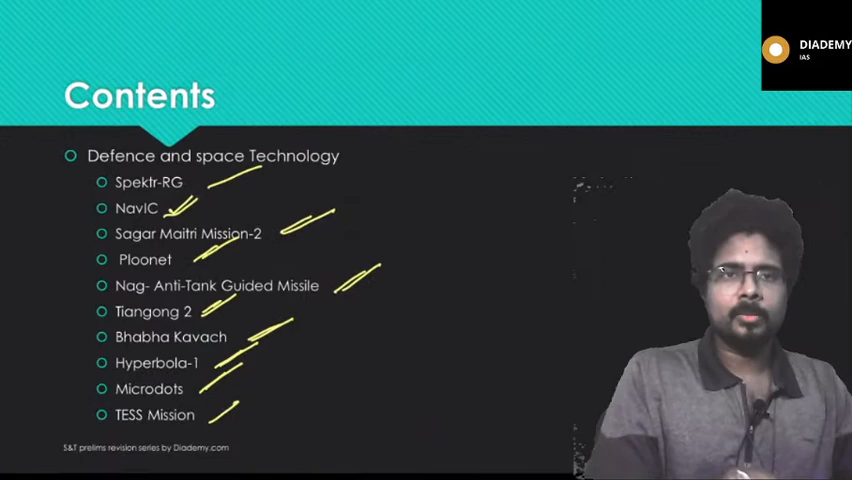 DIADEMY
IAS
Contents
Defence and space Technology
Spektr-RG
NavIC
Sagar Maitri Mission-2
Ploonet
Nag- Anti-Tank Guided Missile
Tiangong 2
Bhabha Kavach
Hyperbola-1
Microdots
TESS Mission
S&T prelims revision series by Diademy.com